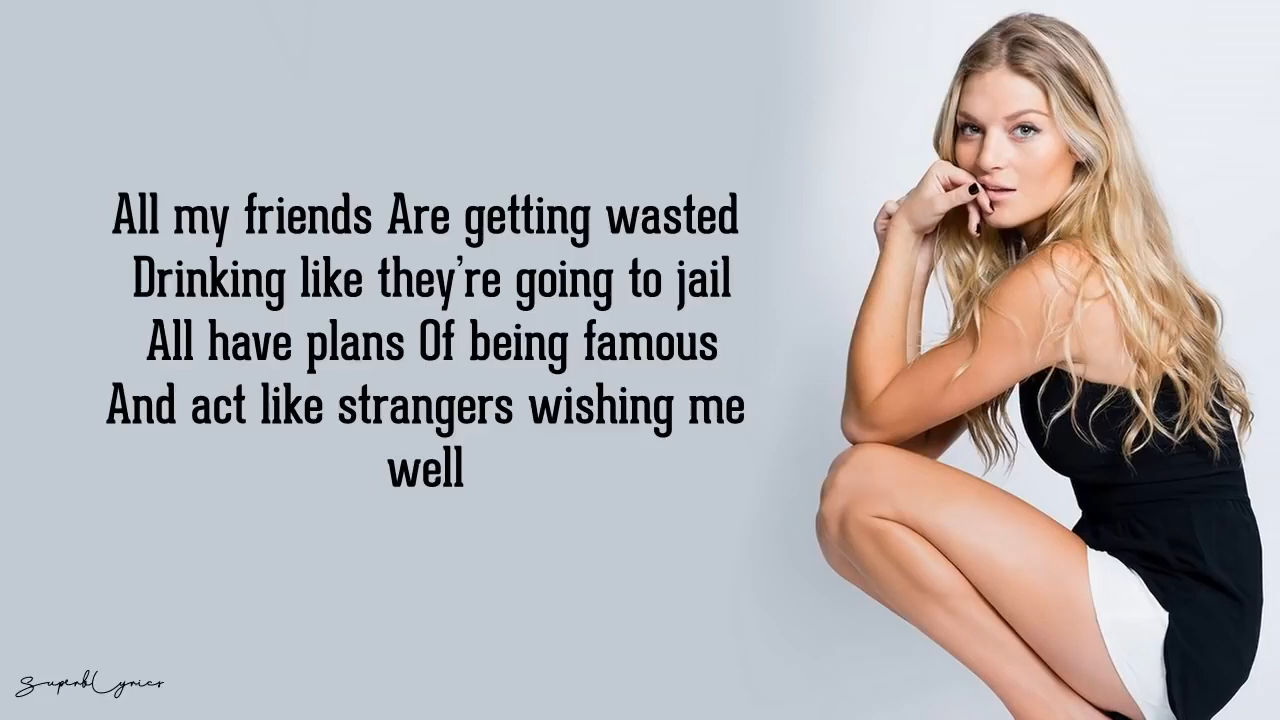 All my friends Are getting wasted
Drinking like they're going to jail
All have plans Of being famous
And act like strangers wishing me
well
SuperbLyrics